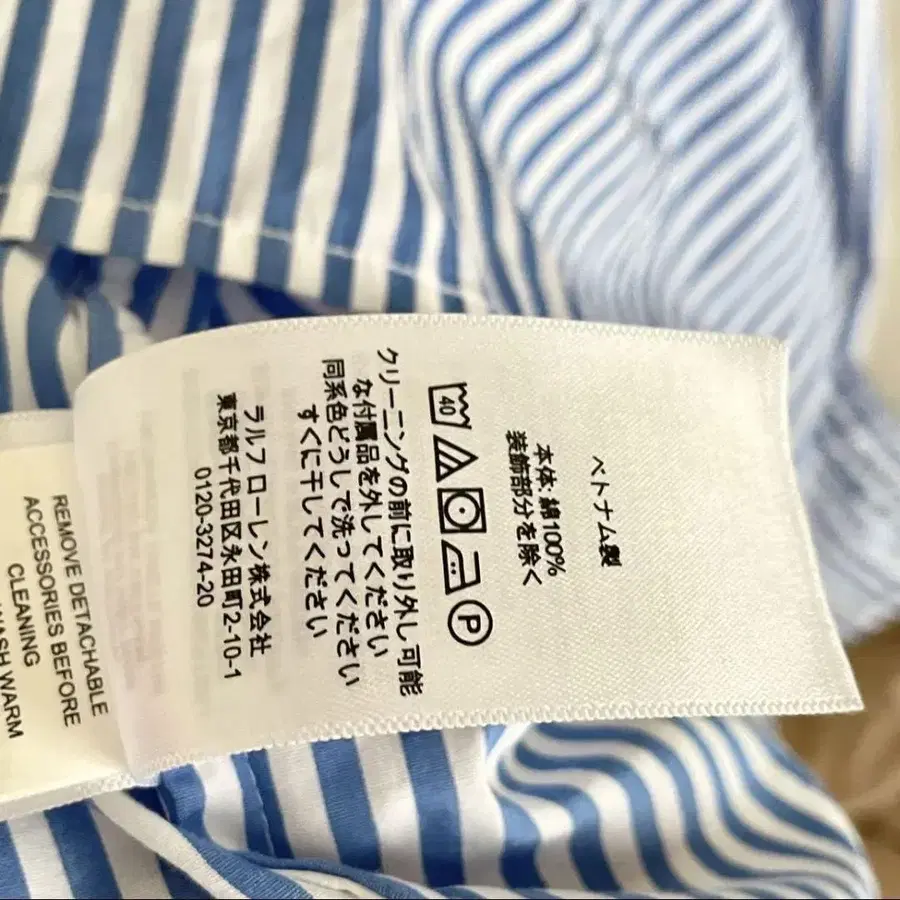 ベトナム製
本体: 綿100%
装飾部分を除く
40
P
クリーニングの前に取り外し可能
な付属品を外してください
同系色どうしで洗ってください
すぐに干してください
ラルフ ローレン株式会社
東京都千代田区永田町2-10-1
0120-3274-20
REMOVE DETACHABLE
ACCESSORIES BEFORE
CLEANING
WASH WARM